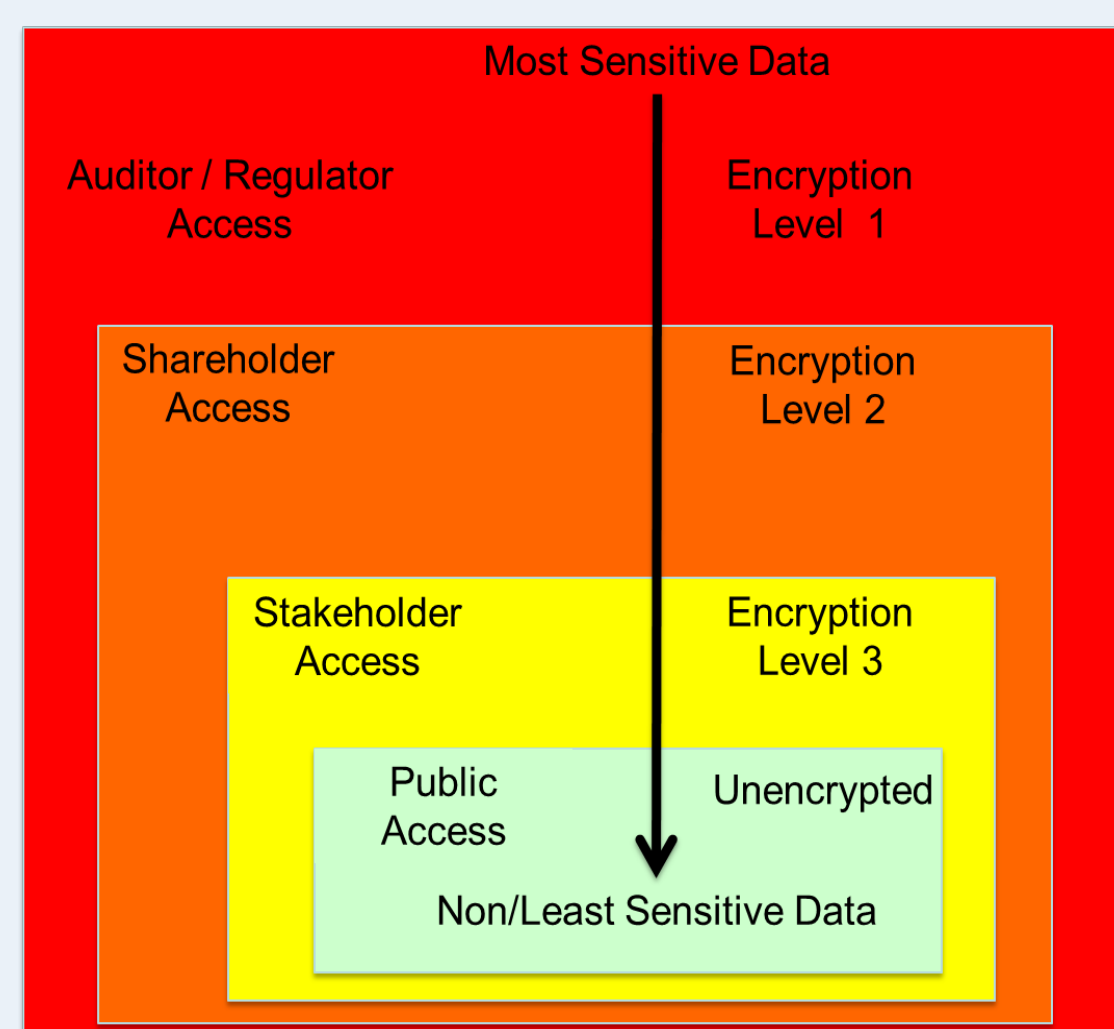 Most Sensitive Data
Auditor / Regulator
Access
Encryption
Level 1
Shareholder
Access
Encryption
Level 2
Stakeholder
Access
Encryption
Level 3
Public
Access
Unencrypted
Non/Least Sensitive Data